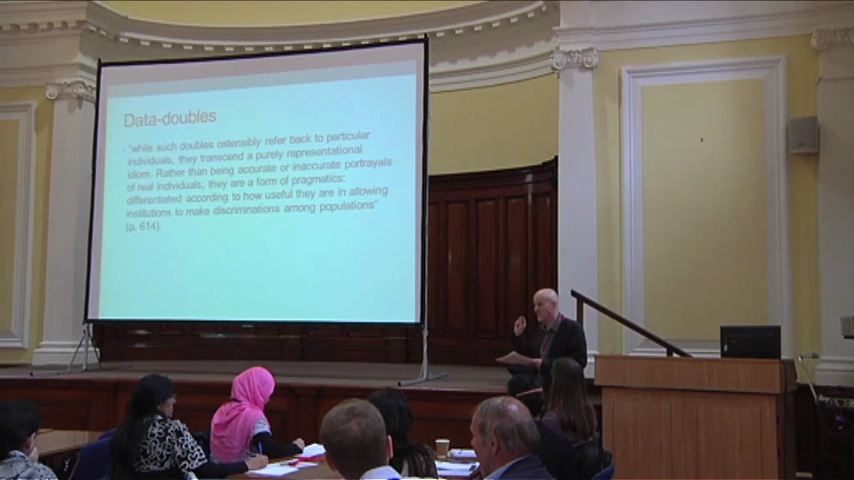 Data-doubles
"while such doubles ostensibly refer back to particular
individuals, they transcend a purely representational
idiom. Rather than being accurate or inaccurate portrayals
of real individuals, they are a form of pragmatics:
differentiated according to how useful they are in allowing
institutions to make discriminations among populations"
(p. 614).